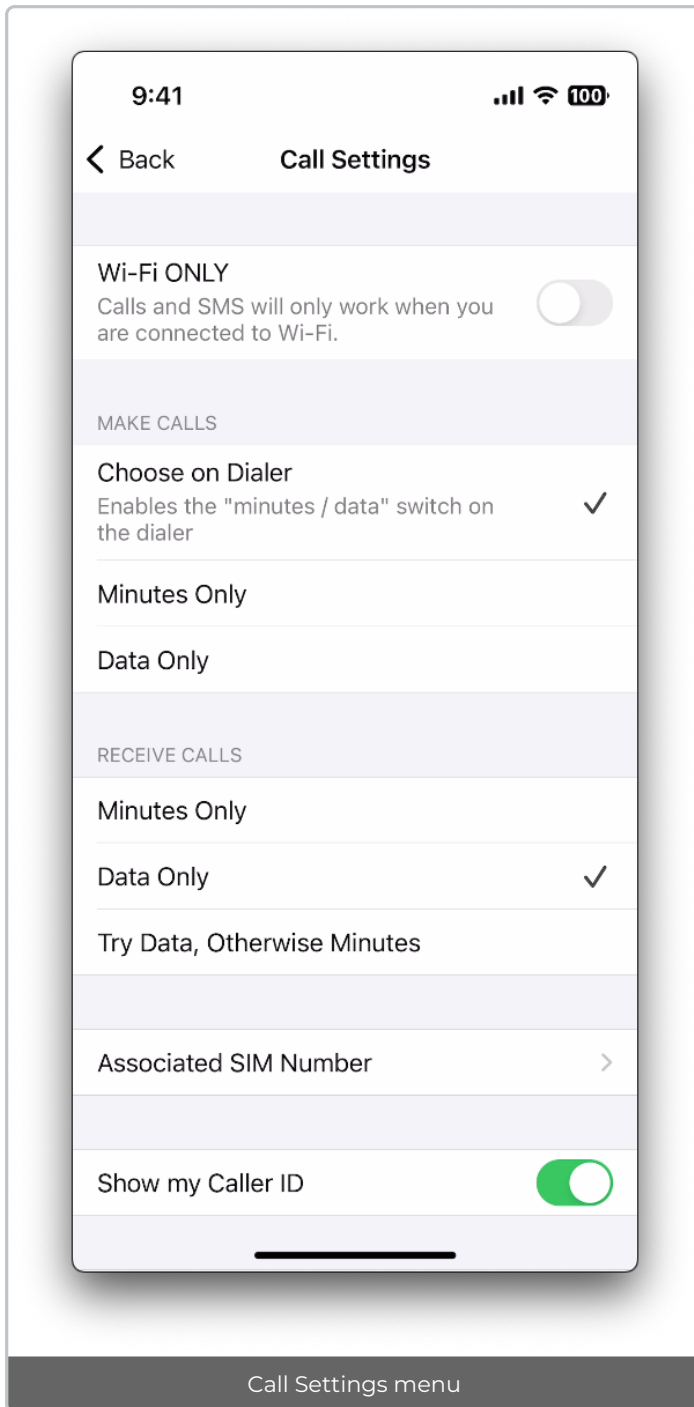 9:41
100
Back
Call Settings
Wi-Fi ONLY
Calls and SMS will only work when you
are connected to Wi-Fi.
MAKE CALLS
Choose on Dialer
Enables the "minutes / data" switch on
the dialer
Minutes Only
Data Only
RECEIVE CALLS
Minutes Only
Data Only
Try Data, Otherwise Minutes
Associated SIM Number
Show my Caller ID
Call Settings menu